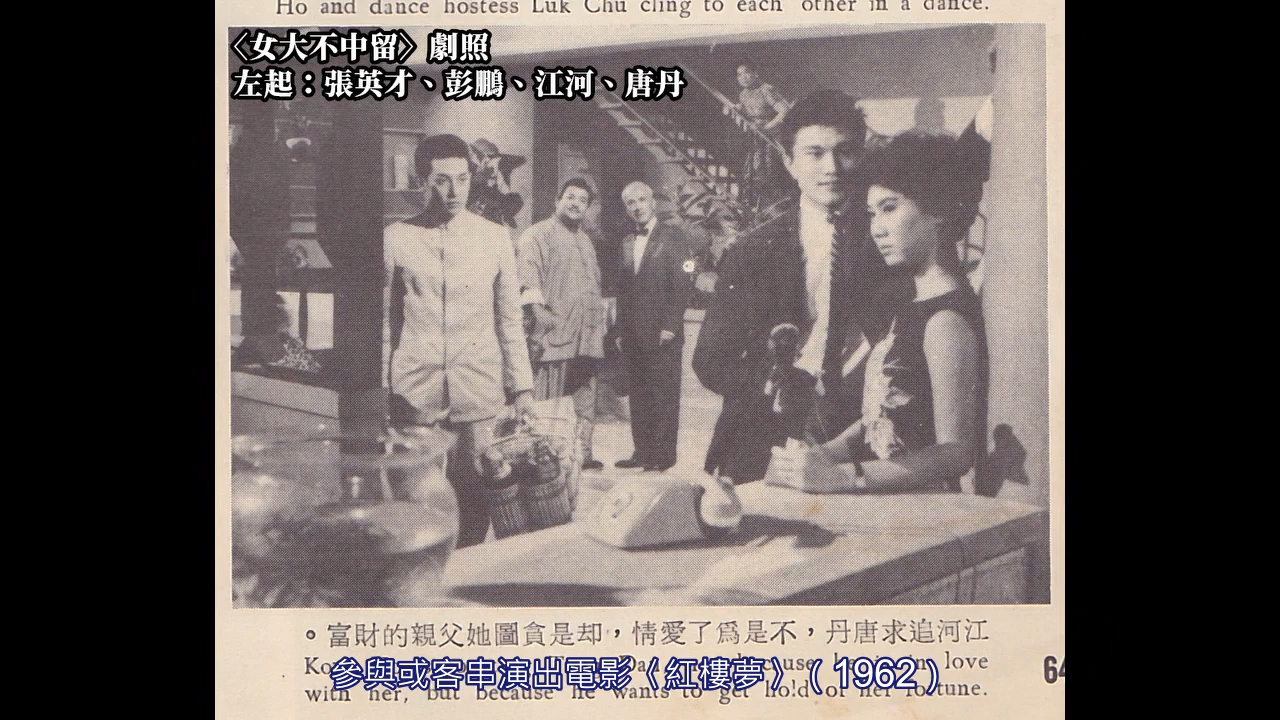 Ho and dance hostess Luk Chu cling to each other in a dance.
〈女大不中留〉劇照
左起：張英才、彭鵬、江河、唐丹
。富財的親父她圖貪是却，情愛了爲是不，丹唐求追河江
in love
參與或客串演出電影《紅樓夢》（1962）
with her, but because he wants to get hold of her fortune.